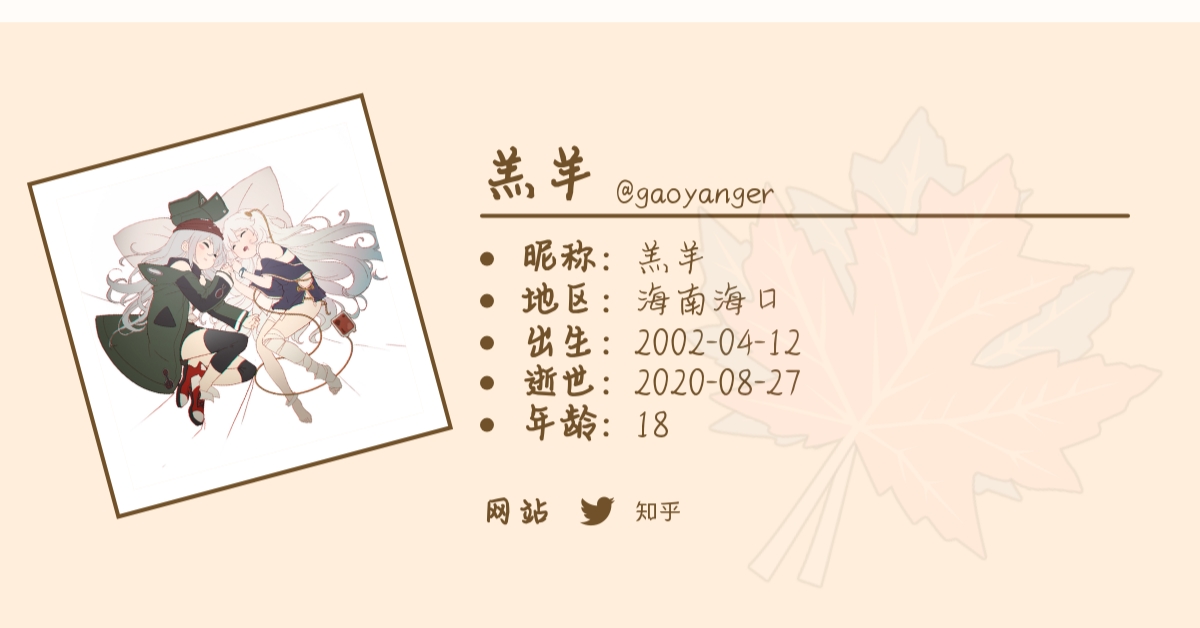 羔羊 @gaoyanger
昵称：羔羊
地区：海南海口
出生：2002-04-12
逝世：2020-08-27
年龄：18
网站 知乎